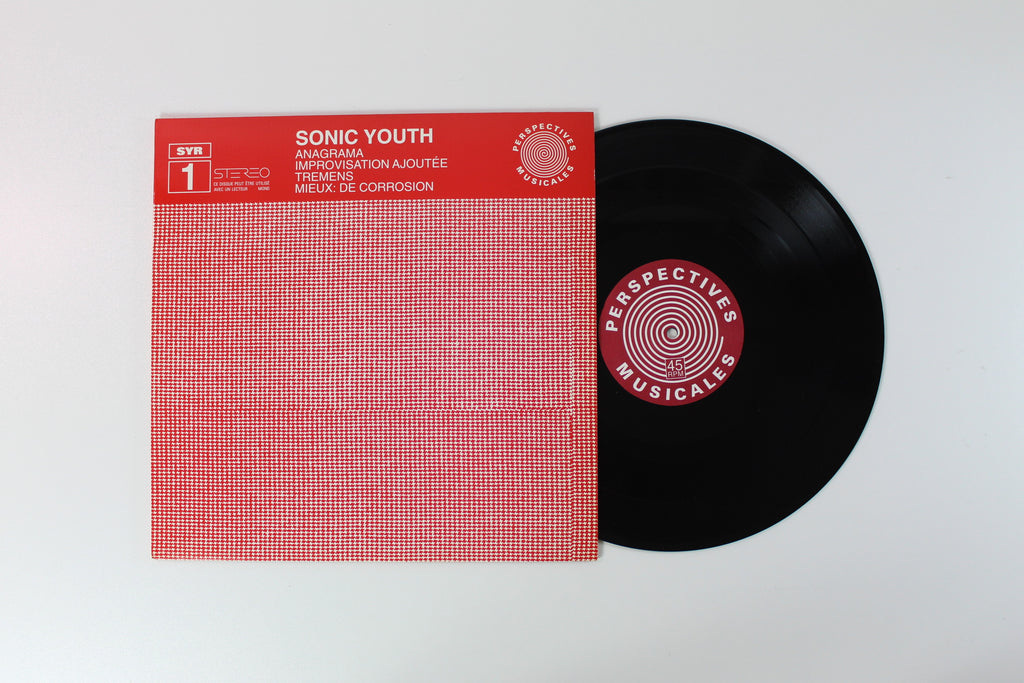 SYR
1
STEREO
CE DISQUE PEUT ÊTRE UTILISÉ
AVEC UN LECTEUR MONO
SONIC YOUTH
ANAGRAMA
IMPROVISATION AJOUTÉE
TREMENS
MIEUX: DE CORROSION
PERSPECTIVES
MUSICALES
PERSPECTIVES
MUSICALES
45
RPM